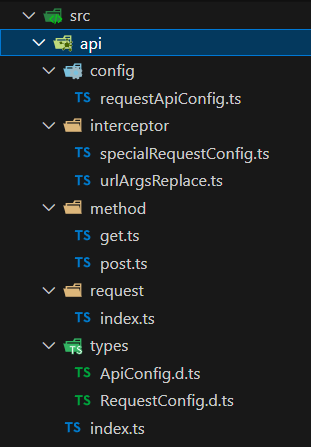 src
api
config
TS requestApiConfig.ts
interceptor
TS specialRequestConfig.ts
TS urlArgsReplace.ts
method
TS get.ts
TS post.ts
request
TS index.ts
TS types
TS ApiConfig.d.ts
TS RequestConfig.d.ts
TS index.ts